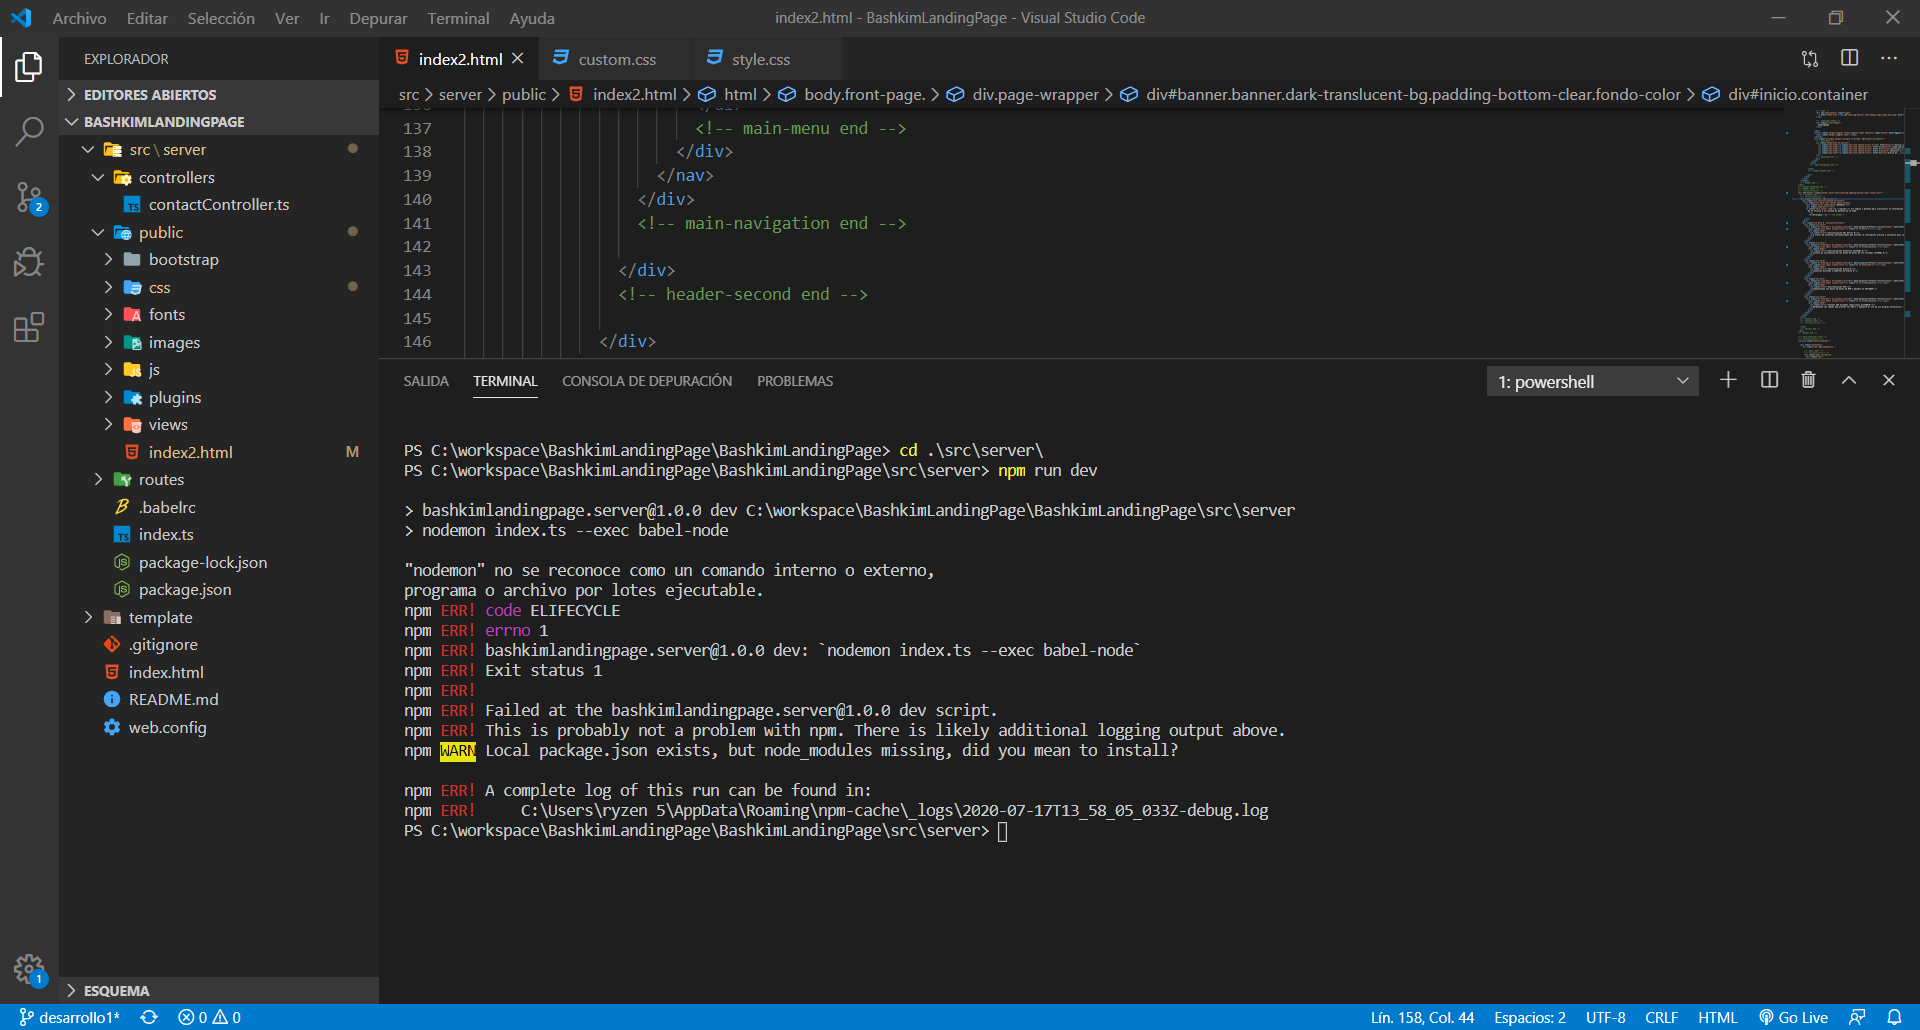 Archivo Editar Selección Ver Ir Depurar Terminal Ayuda
index2.html - BashkimLandingPage - Visual Studio Code
EXPLORADOR
EDITORES ABIERTOS
BASHKIMLANDINGPAGE
src \ server
controllers
contactController.ts
public
bootstrap
css
fonts
images
js
plugins
views
index2.html M
routes
.babelrc
index.ts
package-lock.json
package.json
template
.gitignore
index.html
README.md
web.config
ESQUEMA
2
1
index2.html custom.css style.css
src > server > public > index2.html > html > body.front-page. > div.page-wrapper > div#banner.banner.dark-translucent-bg.padding-bottom-clear.fondo-color > div#inicio.container
137 <!-- main-menu end -->
138 </div>
139 </nav>
140 </div>
141 <!-- main-navigation end -->
142
143 </div>
144 <!-- header-second end -->
145
146 </div>
SALIDA TERMINAL CONSOLA DE DEPURACIÓN PROBLEMAS
1: powershell
PS C:\workspace\BashkimLandingPage\BashkimLandingPage> cd .\src\server\
PS C:\workspace\BashkimLandingPage\BashkimLandingPage\src\server> npm run dev
> bashkimlandingpage.server@1.0.0 dev C:\workspace\BashkimLandingPage\BashkimLandingPage\src\server
> nodemon index.ts --exec babel-node
"nodemon" no se reconoce como un comando interno o externo,
programa o archivo por lotes ejecutable.
npm ERR! code ELIFECYCLE
npm ERR! errno 1
npm ERR! bashkimlandingpage.server@1.0.0 dev: `nodemon index.ts --exec babel-node`
npm ERR! Exit status 1
npm ERR!
npm ERR! Failed at the bashkimlandingpage.server@1.0.0 dev script.
npm ERR! This is probably not a problem with npm. There is likely additional logging output above.
npm WARN Local package.json exists, but node_modules missing, did you mean to install?
npm ERR! A complete log of this run can be found in:
npm ERR! C:\Users\ryzen 5\AppData\Roaming\npm-cache\_logs\2020-07-17T13_58_05_033Z-debug.log
PS C:\workspace\BashkimLandingPage\BashkimLandingPage\src\server>
desarrollo1* 0 0
Lín. 158, Col. 44 Espacios: 2 UTF-8 CRLF HTML Go Live